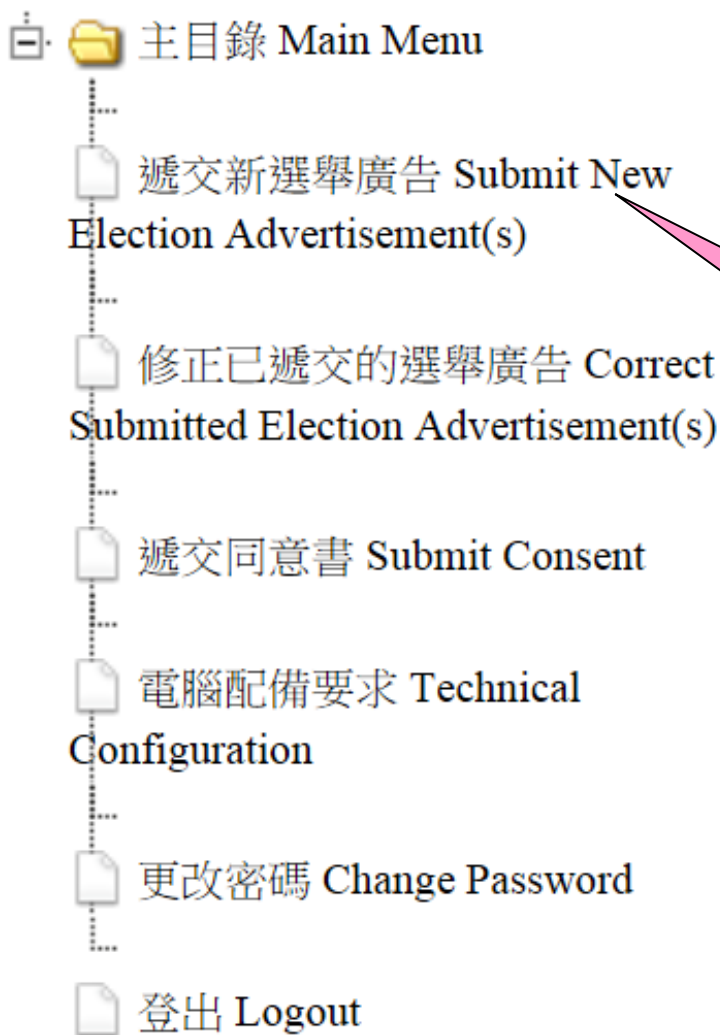 主目錄 Main Menu
遞交新選舉廣告 Submit New
Election Advertisement(s)
修正已遞交的選舉廣告 Correct
Submitted Election Advertisement(s)
遞交同意書 Submit Consent
電腦配備要求 Technical
Configuration
更改密碼 Change Password
登出 Logout